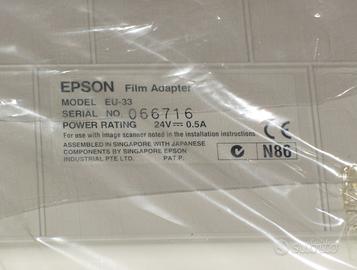 EPSON Film Adapter
MODEL EU-33
SERIAL NO. 066716
POWER RATING 24V⎓0.5A
For use with image scanner noted in the installation instructions CE
ASSEMBLED IN SINGAPORE WITH JAPANESE
COMPONENTS BY SINGAPORE EPSON
INDUSTRIAL PTE. LTD. PAT P.
N86
subito